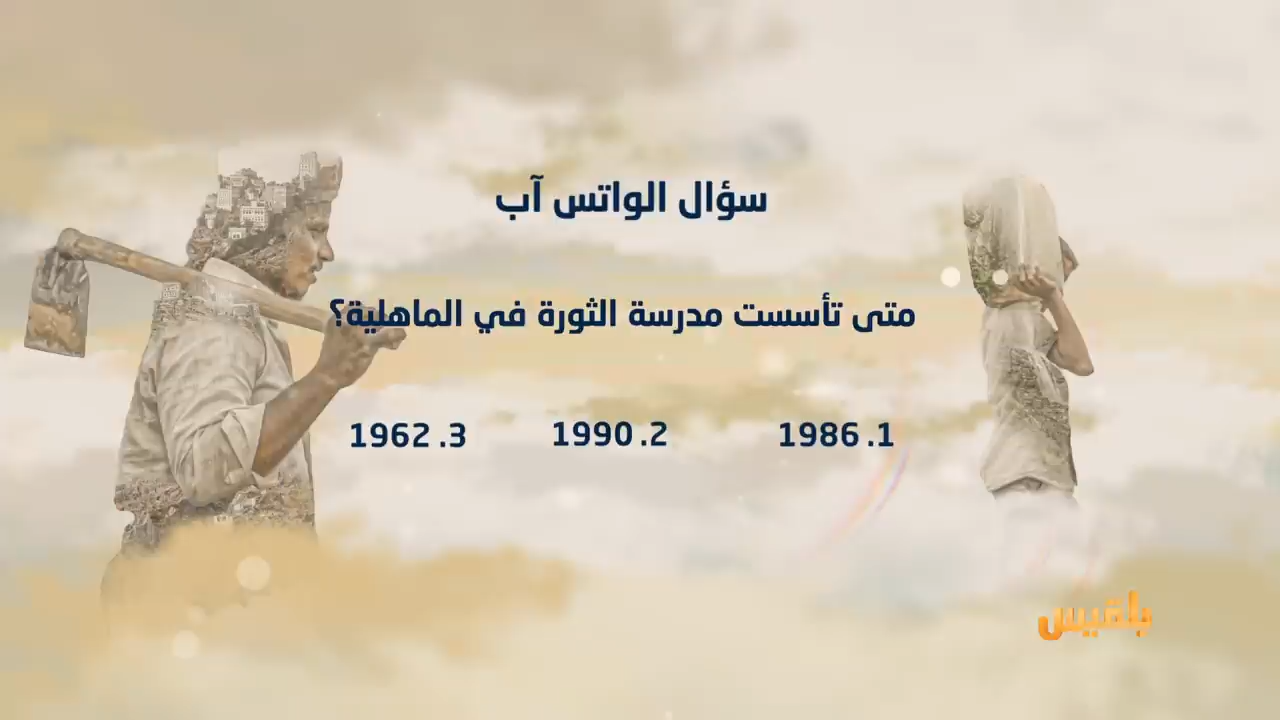 سؤال الواتس آب
متى تأسست مدرسة الثورة في الماهلية؟
1. 1986 2. 1990 3. 1962
بلقيس